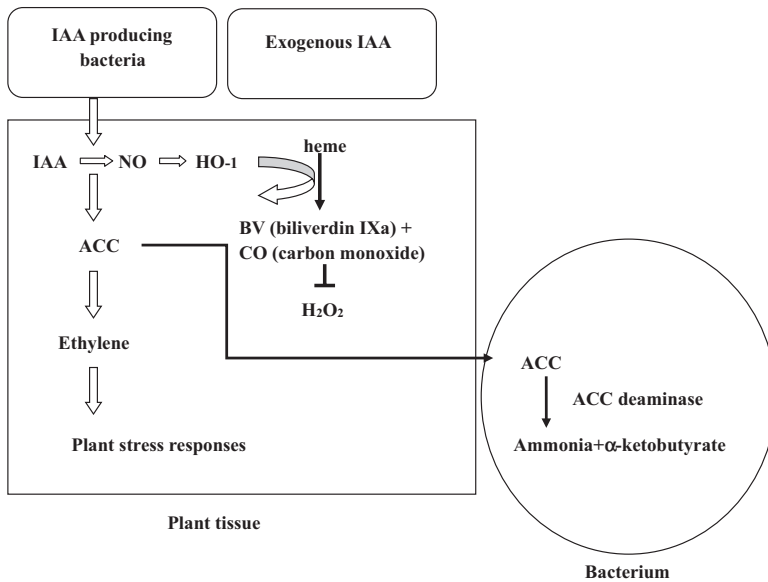 IAA producing
bacteria
Exogenous IAA
IAA
NO
HO-1
heme
BV (biliverdin IXa) +
CO (carbon monoxide)
H2O2
ACC
Ethylene
Plant stress responses
Plant tissue
ACC
ACC deaminase
Ammonia+α-ketobutyrate
Bacterium